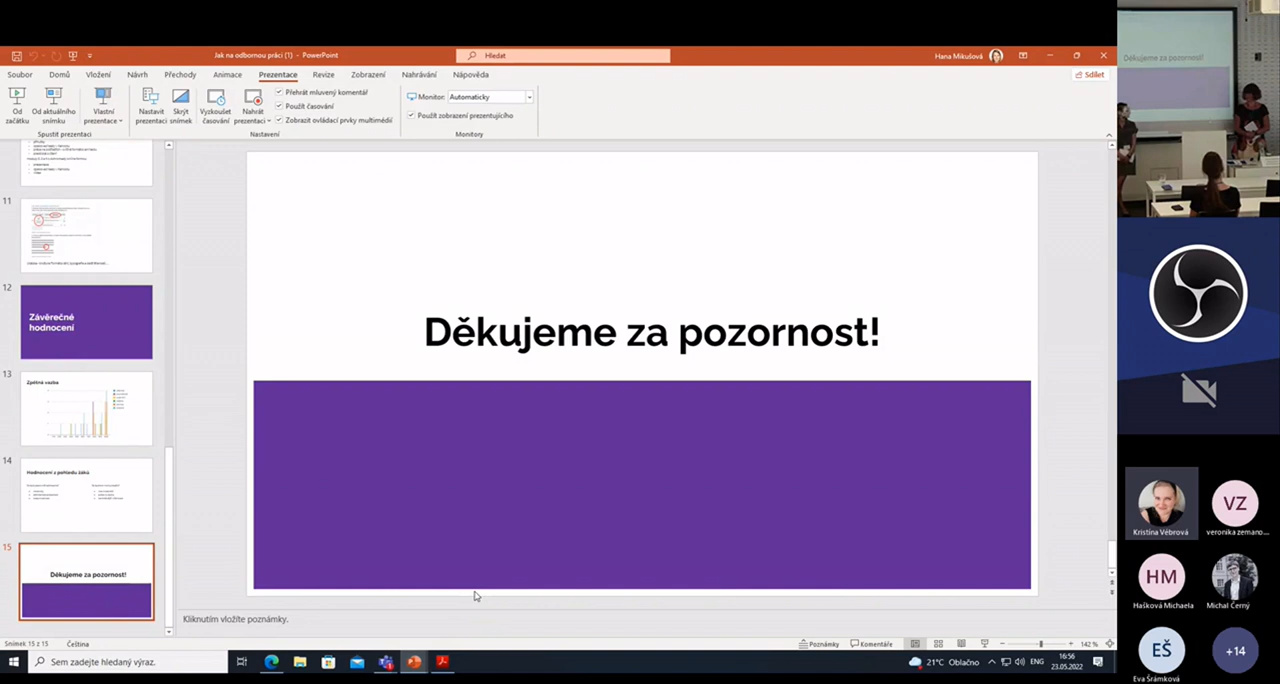 Jak na odbornou práci (1) - PowerPoint
Hledat
Hana Mikušová
Soubor Domů Vložení Návrh Přechody Animace Prezentace Revize Zobrazení Nahrávání Nápověda
Sdílet
Od začátku
Od aktuálního snímku
Vlastní prezentace
Spustit prezentaci
Nastavit prezentaci
Skrýt snímek
Vyzkoušet časování
Nahrát prezentaci
Přehrát mluvený komentář
Použít časování
Zobrazit ovládací prvky multimédií
Nastavení
Monitor: Automaticky
Použít zobrazení prezentujícího
Monitory
11
12
Závěrečné
hodnocení
13
Zpětná vazba
14
Hodnocení z pohledu žáků
15
Děkujeme za pozornost!
Děkujeme za pozornost!
Kliknutím vložíte poznámky.
Snímek 15 z 15 Čeština
Poznámky Komentáře
142 %
Sem zadejte hledaný výraz.
21°C Oblačno
ENG
16:56
23.05.2022
Děkujeme za pozornost!
Kristína Vébrová
VZ
veronika zemano...
HM
Hašková Michaela
Michal Černý
EŠ
Eva Šrámková
+14